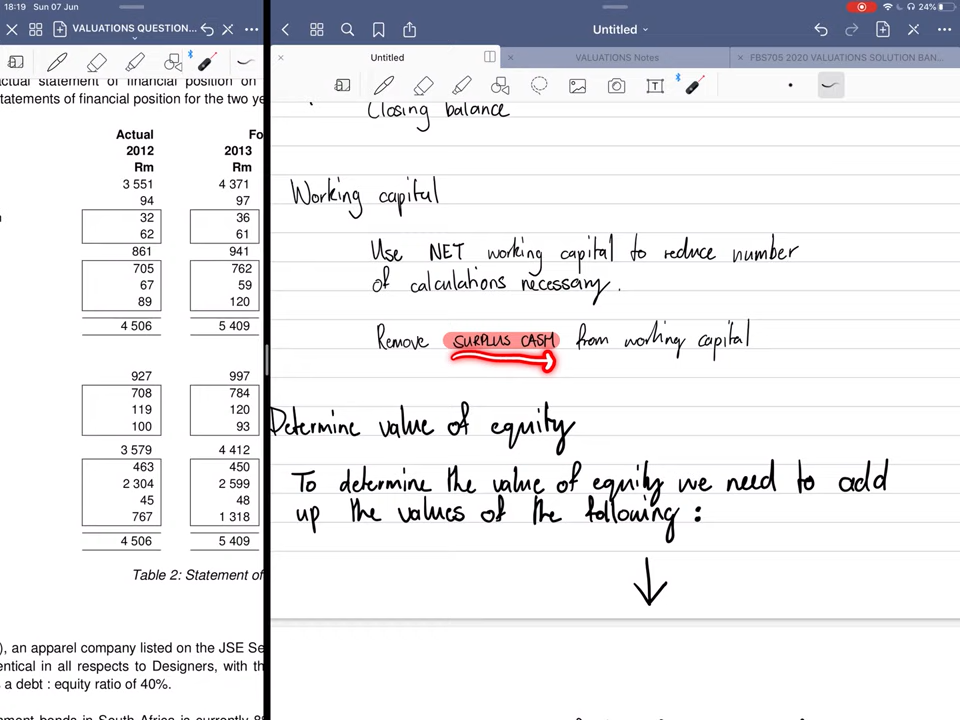 18:19 Sun 07 Jun
24%
VALUATIONS QUESTION...
Untitled
Untitled
VALUATIONS Notes
FBS705 2020 VALUATIONS SOLUTION BAN...
actual statement of financial position on
tatements of financial position for the two ye
Actual Fo
2012 2013
Rm Rm
3 551 4 371
94 97
32 36
62 61
861 941
705 762
67 59
89 120
4 506 5 409
927 997
708 784
119 120
100 93
3 579 4 412
463 450
2 304 2 599
45 48
767 1 318
4 506 5 409
Table 2: Statement of
), an apparel company listed on the JSE Se
entical in all respects to Designers, with th
s a debt : equity ratio of 40%.
Closing balance
Working capital
Use NET working capital to reduce number
of calculations necessary.
Remove SURPLUS CASH from working capital
Determine value of equity
To determine the value of equity we need to add
up the values of the following :